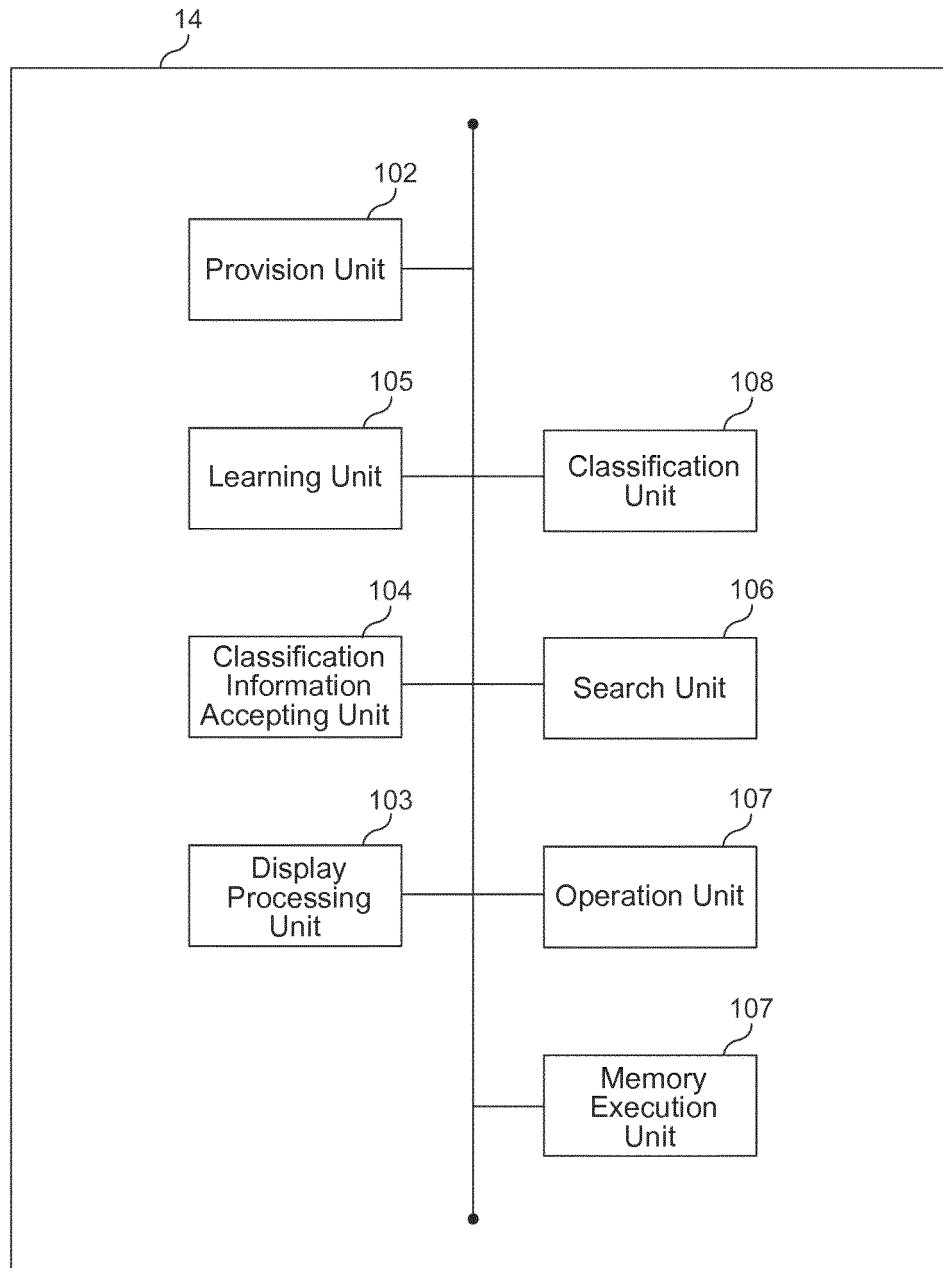 14
102
Provision Unit
105
Learning Unit
108
Classification
Unit
104
Classification
Information
Accepting Unit
106
Search Unit
103
Display
Processing
Unit
107
Operation Unit
107
Memory
Execution
Unit